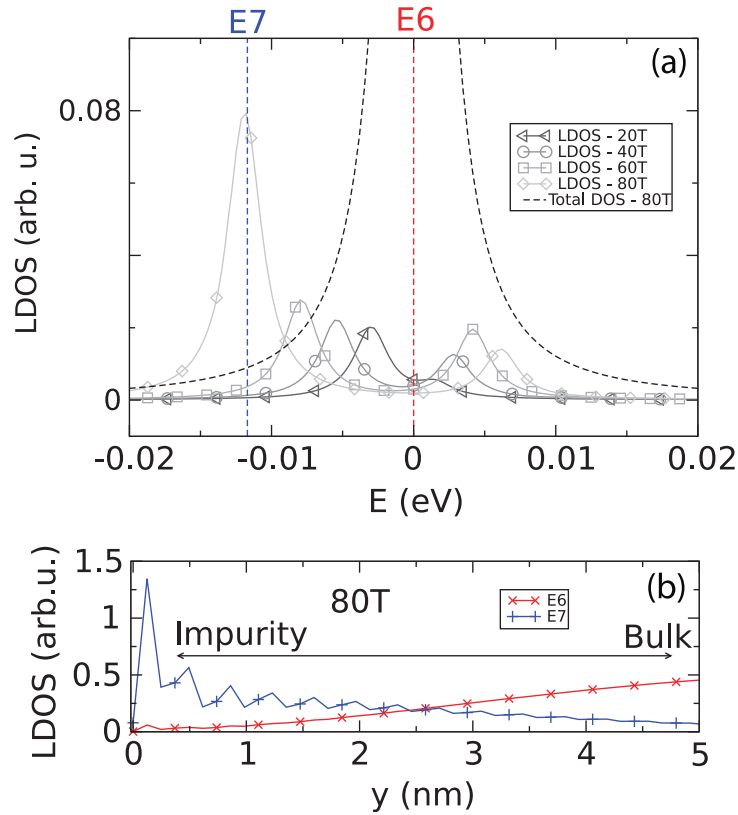 E7 E6
(a)
0.08
0
LDOS (arb. u.)
LDOS - 20T
LDOS - 40T
LDOS - 60T
LDOS - 80T
Total DOS - 80T
-0.02 -0.01 0 0.01 0.02
E (eV)
1.5
1
0.5
0
LDOS (arb.u.)
80T
(b)
E6
E7
Impurity Bulk
0 1 2 3 4 5
y (nm)